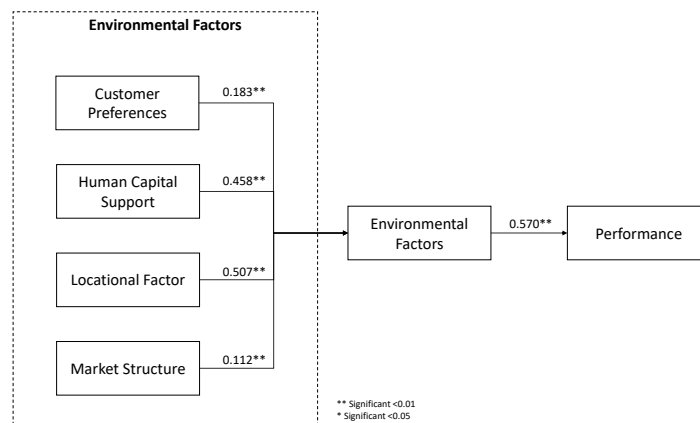 Environmental Factors
Customer
Preferences
0.183**
Human Capital
Support
0.458**
Locational Factor
0.507**
Market Structure
0.112**
Environmental
Factors
0.570**
Performance
** Significant <0.01
* Significant <0.05